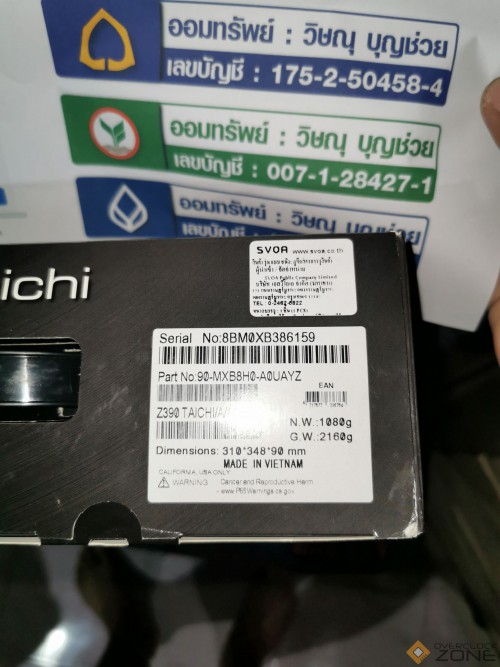 ออมทรัพย์ : วิษณุ บุญช่วย
เลขบัญชี : 175-2-50458-4
ออมทรัพย์ : วิษณุ บุญช่วย
เลขบัญชี : 007-1-28427-1
ออมทรัพย์ : วิษณุ บุญช่วย
ichi
SVOA www.svoa.co.th
SVOA Public Company Limited
Serial No:8BM0XB386159
Part No:90-MXB8H0-A0UAYZ
EAN
Z390 TAICHI/A/
N.W.: 1080g
G.W.: 2160g
Dimensions: 310*348*90 mm
MADE IN VIETNAM
CALIFORNIA, USA ONLY
WARNING Cancer and Reproductive Harm
- www.P65Warnings.ca.gov
OVERCLOCK
ZONE